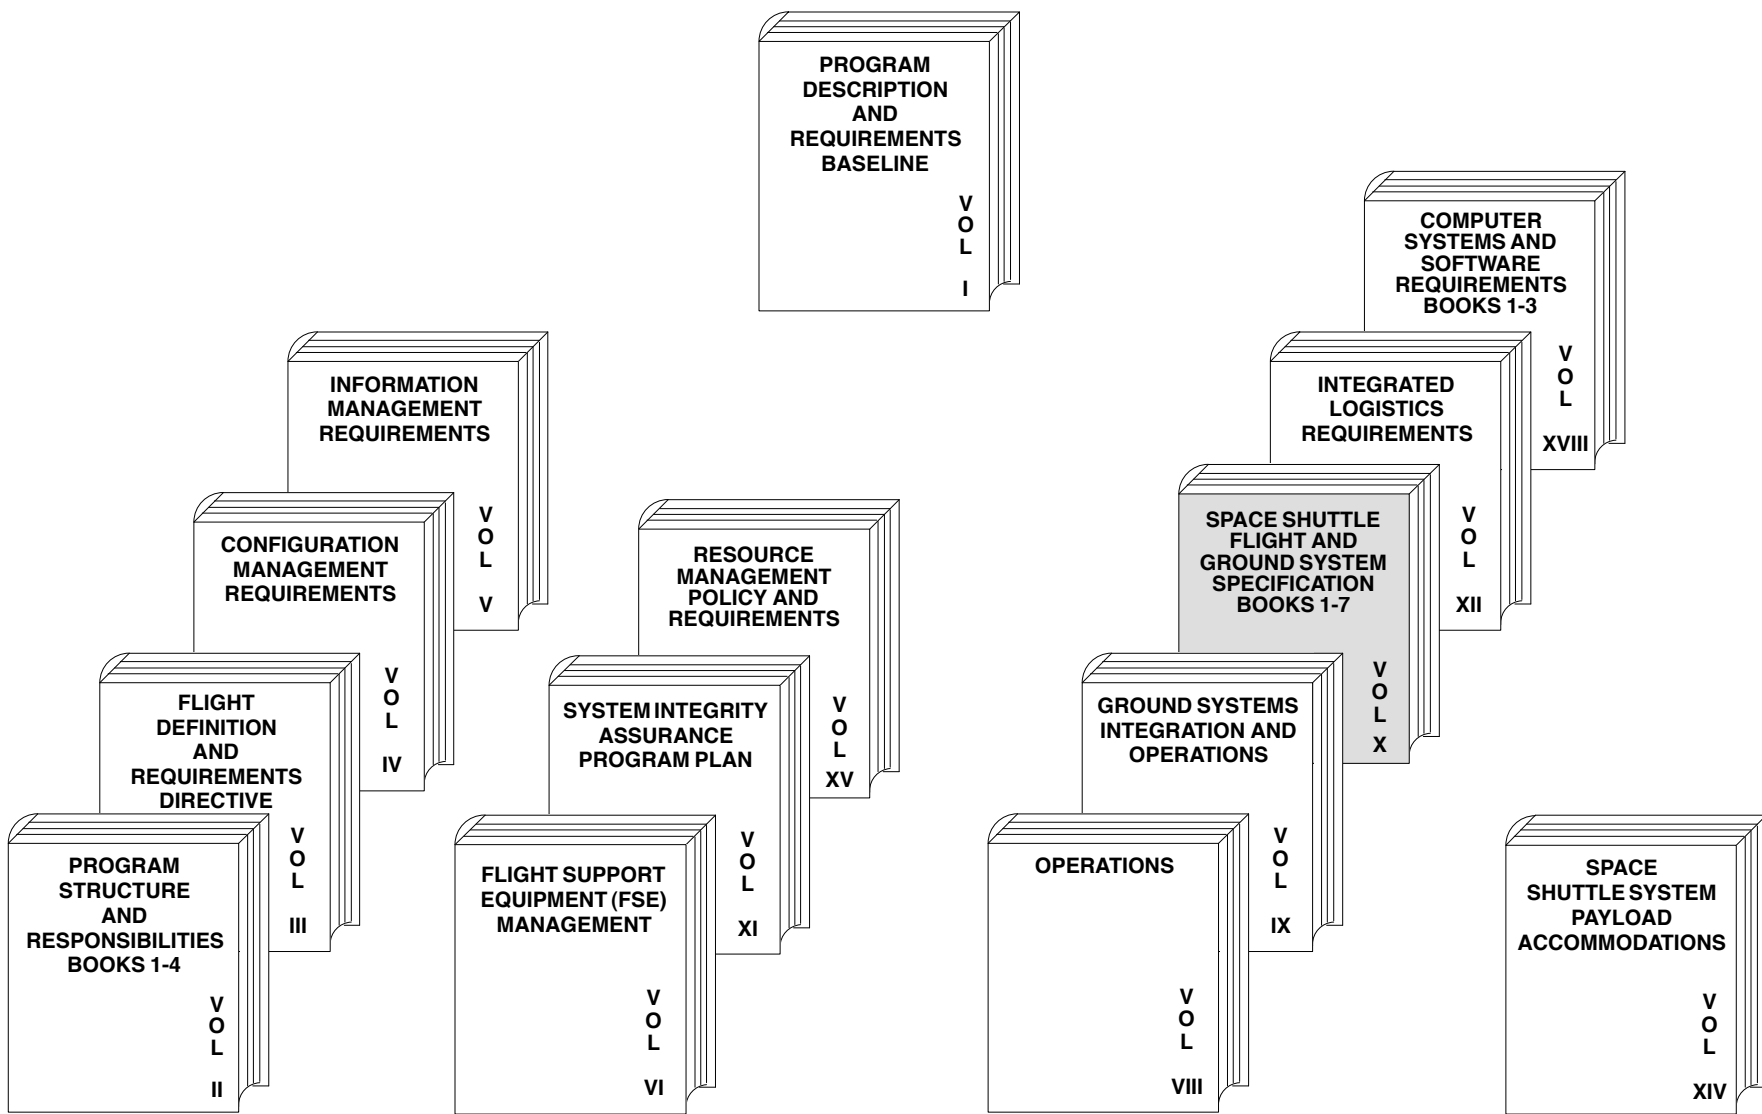 PROGRAM
DESCRIPTION
AND
REQUIREMENTS
BASELINE
V
O
L
I
COMPUTER
SYSTEMS AND
SOFTWARE
REQUIREMENTS
BOOKS 1-3
V
O
L
XVIII
INFORMATION
MANAGEMENT
REQUIREMENTS
V
O
L
V
INTEGRATED
LOGISTICS
REQUIREMENTS
V
O
L
XII
CONFIGURATION
MANAGEMENT
REQUIREMENTS
V
O
L
IV
RESOURCE
MANAGEMENT
POLICY AND
REQUIREMENTS
V
O
L
XV
SPACE SHUTTLE
FLIGHT AND
GROUND SYSTEM
SPECIFICATION
BOOKS 1-7
V
O
L
X
FLIGHT
DEFINITION
AND
REQUIREMENTS
DIRECTIVE
V
O
L
III
SYSTEM INTEGRITY
ASSURANCE
PROGRAM PLAN
V
O
L
XI
GROUND SYSTEMS
INTEGRATION AND
OPERATIONS
V
O
L
IX
PROGRAM
STRUCTURE
AND
RESPONSIBILITIES
BOOKS 1-4
V
O
L
II
FLIGHT SUPPORT
EQUIPMENT (FSE)
MANAGEMENT
V
O
L
VI
OPERATIONS
V
O
L
VIII
SPACE
SHUTTLE SYSTEM
PAYLOAD
ACCOMMODATIONS
V
O
L
XIV